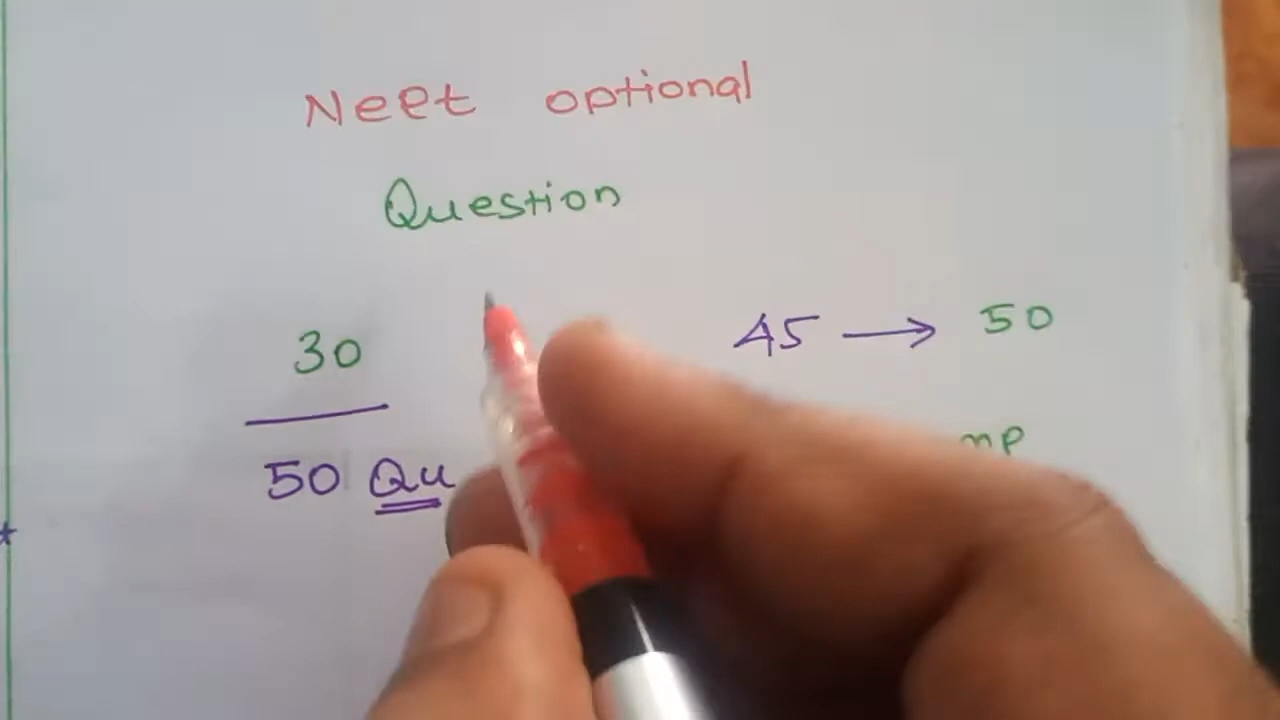 Neet optional
Question
30
50 Qu
45 → 50